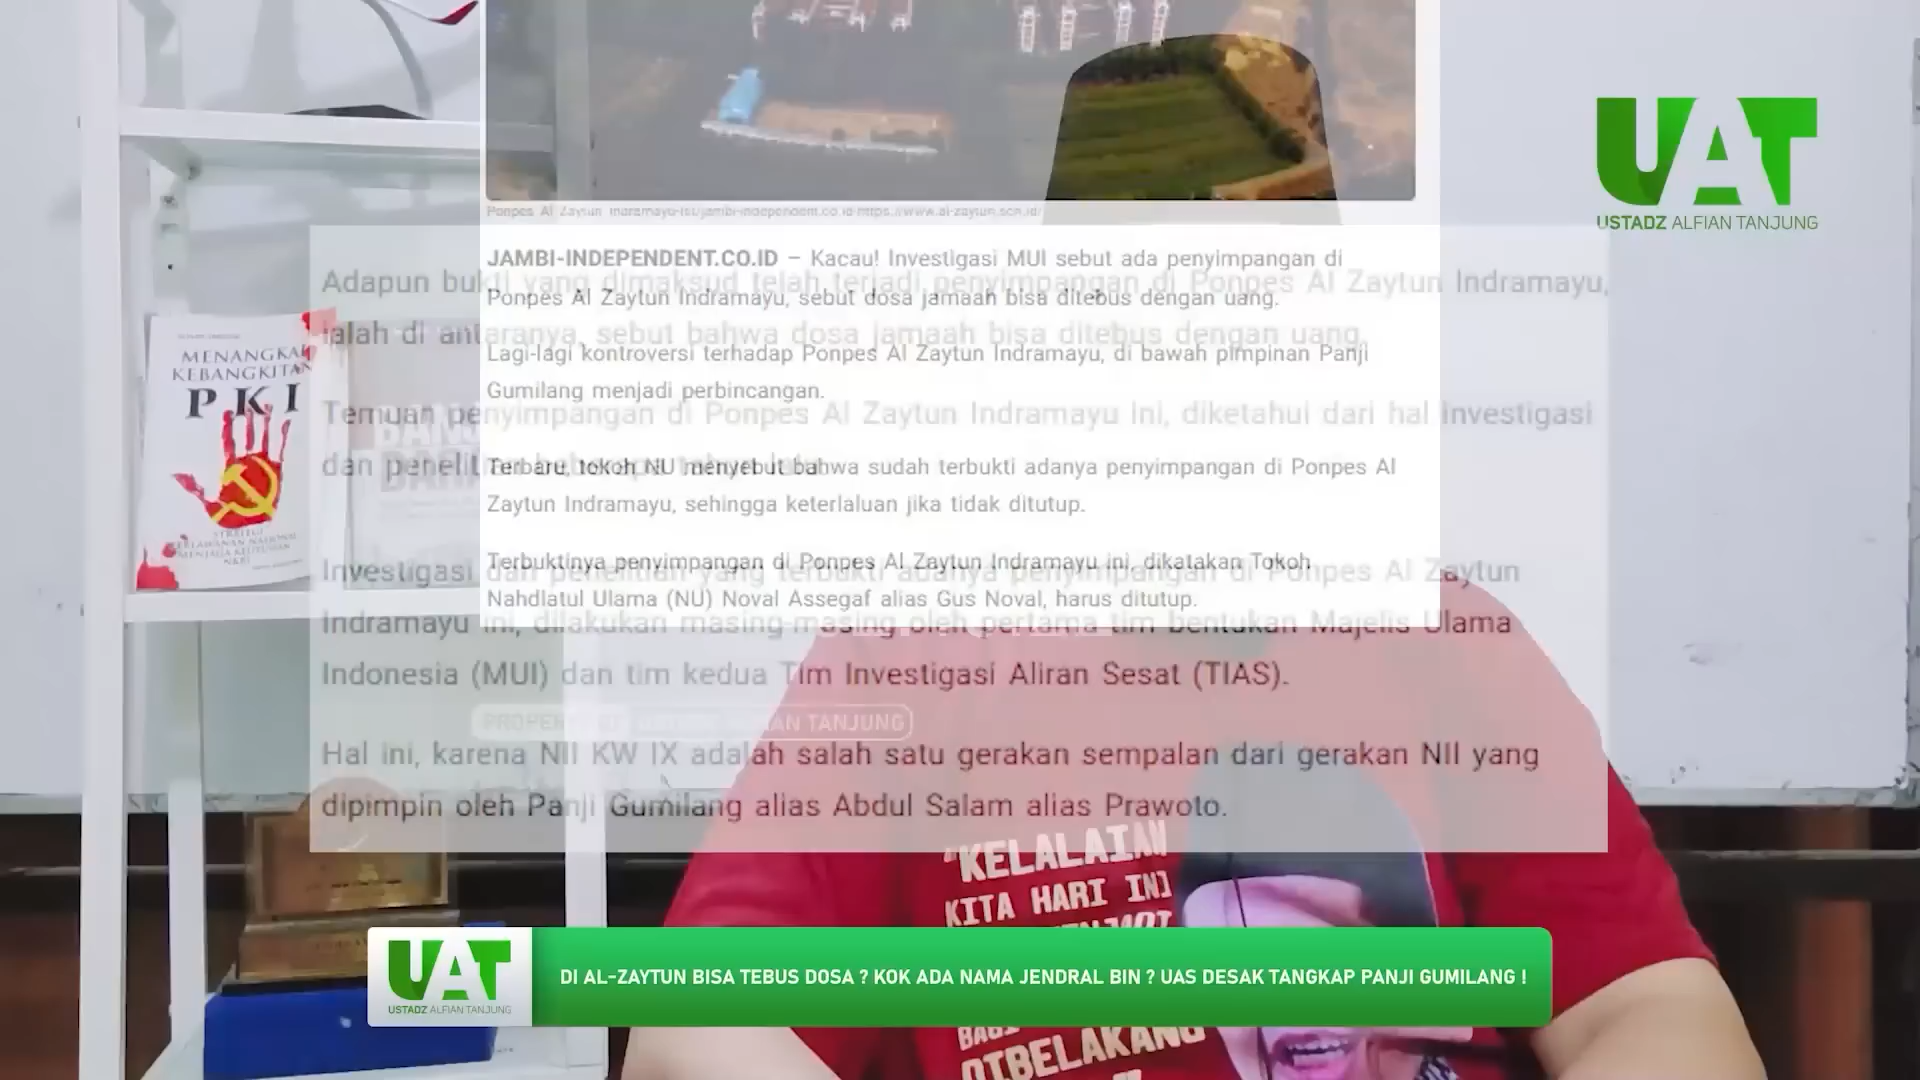 UAT
USTADZ ALFIAN TANJUNG
Ponpes Al Zaytun Indramayu-ist/jambi-independent.co.id-https://www.al-zaytun.sch.id/
JAMBI-INDEPENDENT.CO.ID – Kacau! Investigasi MUI sebut ada penyimpangan di
Ponpes Al Zaytun Indramayu, sebut dosa jamaah bisa ditebus dengan uang.
Lagi-lagi kontroversi terhadap Ponpes Al Zaytun Indramayu, di bawah pimpinan Panji
Gumilang menjadi perbincangan.
Terbaru, tokoh NU menyebut bahwa sudah terbukti adanya penyimpangan di Ponpes Al
Zaytun Indramayu, sehingga keterlaluan jika tidak ditutup.
Terbuktinya penyimpangan di Ponpes Al Zaytun Indramayu ini, dikatakan Tokoh
Nahdlatul Ulama (NU) Noval Assegaf alias Gus Noval, harus ditutup.
Adapun bukti yang dimaksud telah terjadi penyimpangan di Ponpes Al Zaytun Indramayu,
ialah di antaranya, sebut bahwa dosa jamaah bisa ditebus dengan uang.
Temuan penyimpangan di Ponpes Al Zaytun Indramayu ini, diketahui dari hal investigasi
dan penelitian
Investigasi dan penelitian yang terbukti adanya penyimpangan di Ponpes Al Zaytun
Indramayu ini, dilakukan masing-masing oleh pertama tim bentukan Majelis Ulama
Indonesia (MUI) dan tim kedua Tim Investigasi Aliran Sesat (TIAS).
Hal ini, karena NII KW IX adalah salah satu gerakan sempalan dari gerakan NII yang
dipimpin oleh Panji Gumilang alias Abdul Salam alias Prawoto.
MENANGKAL
KEBANGKITAN
PKI
STRATEGI
PERLAWANAN NASIONAL
MENJAGA KEUTUHAN
NKRI
ALFIAN TANJUNG
"KELALAIAN
KITA HARI INI
DIBELAKANG
UAT
USTADZ ALFIAN TANJUNG
DI AL-ZAYTUN BISA TEBUS DOSA ? KOK ADA NAMA JENDRAL BIN ? UAS DESAK TANGKAP PANJI GUMILANG !